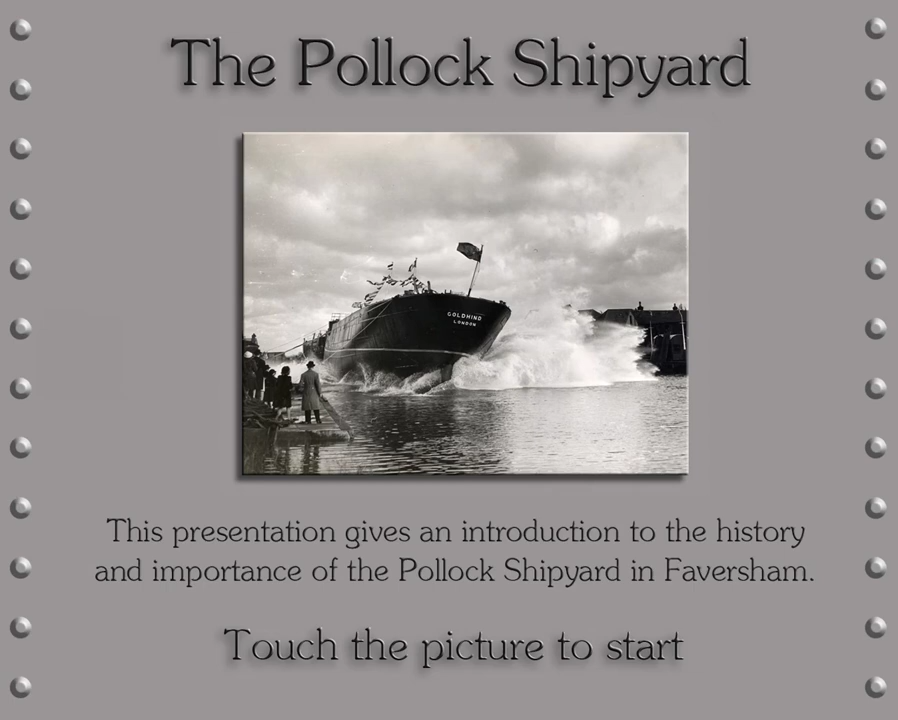 The Pollock Shipyard
GOLDHIND
LONDON
This presentation gives an introduction to the history
and importance of the Pollock Shipyard in Faversham.
Touch the picture to start